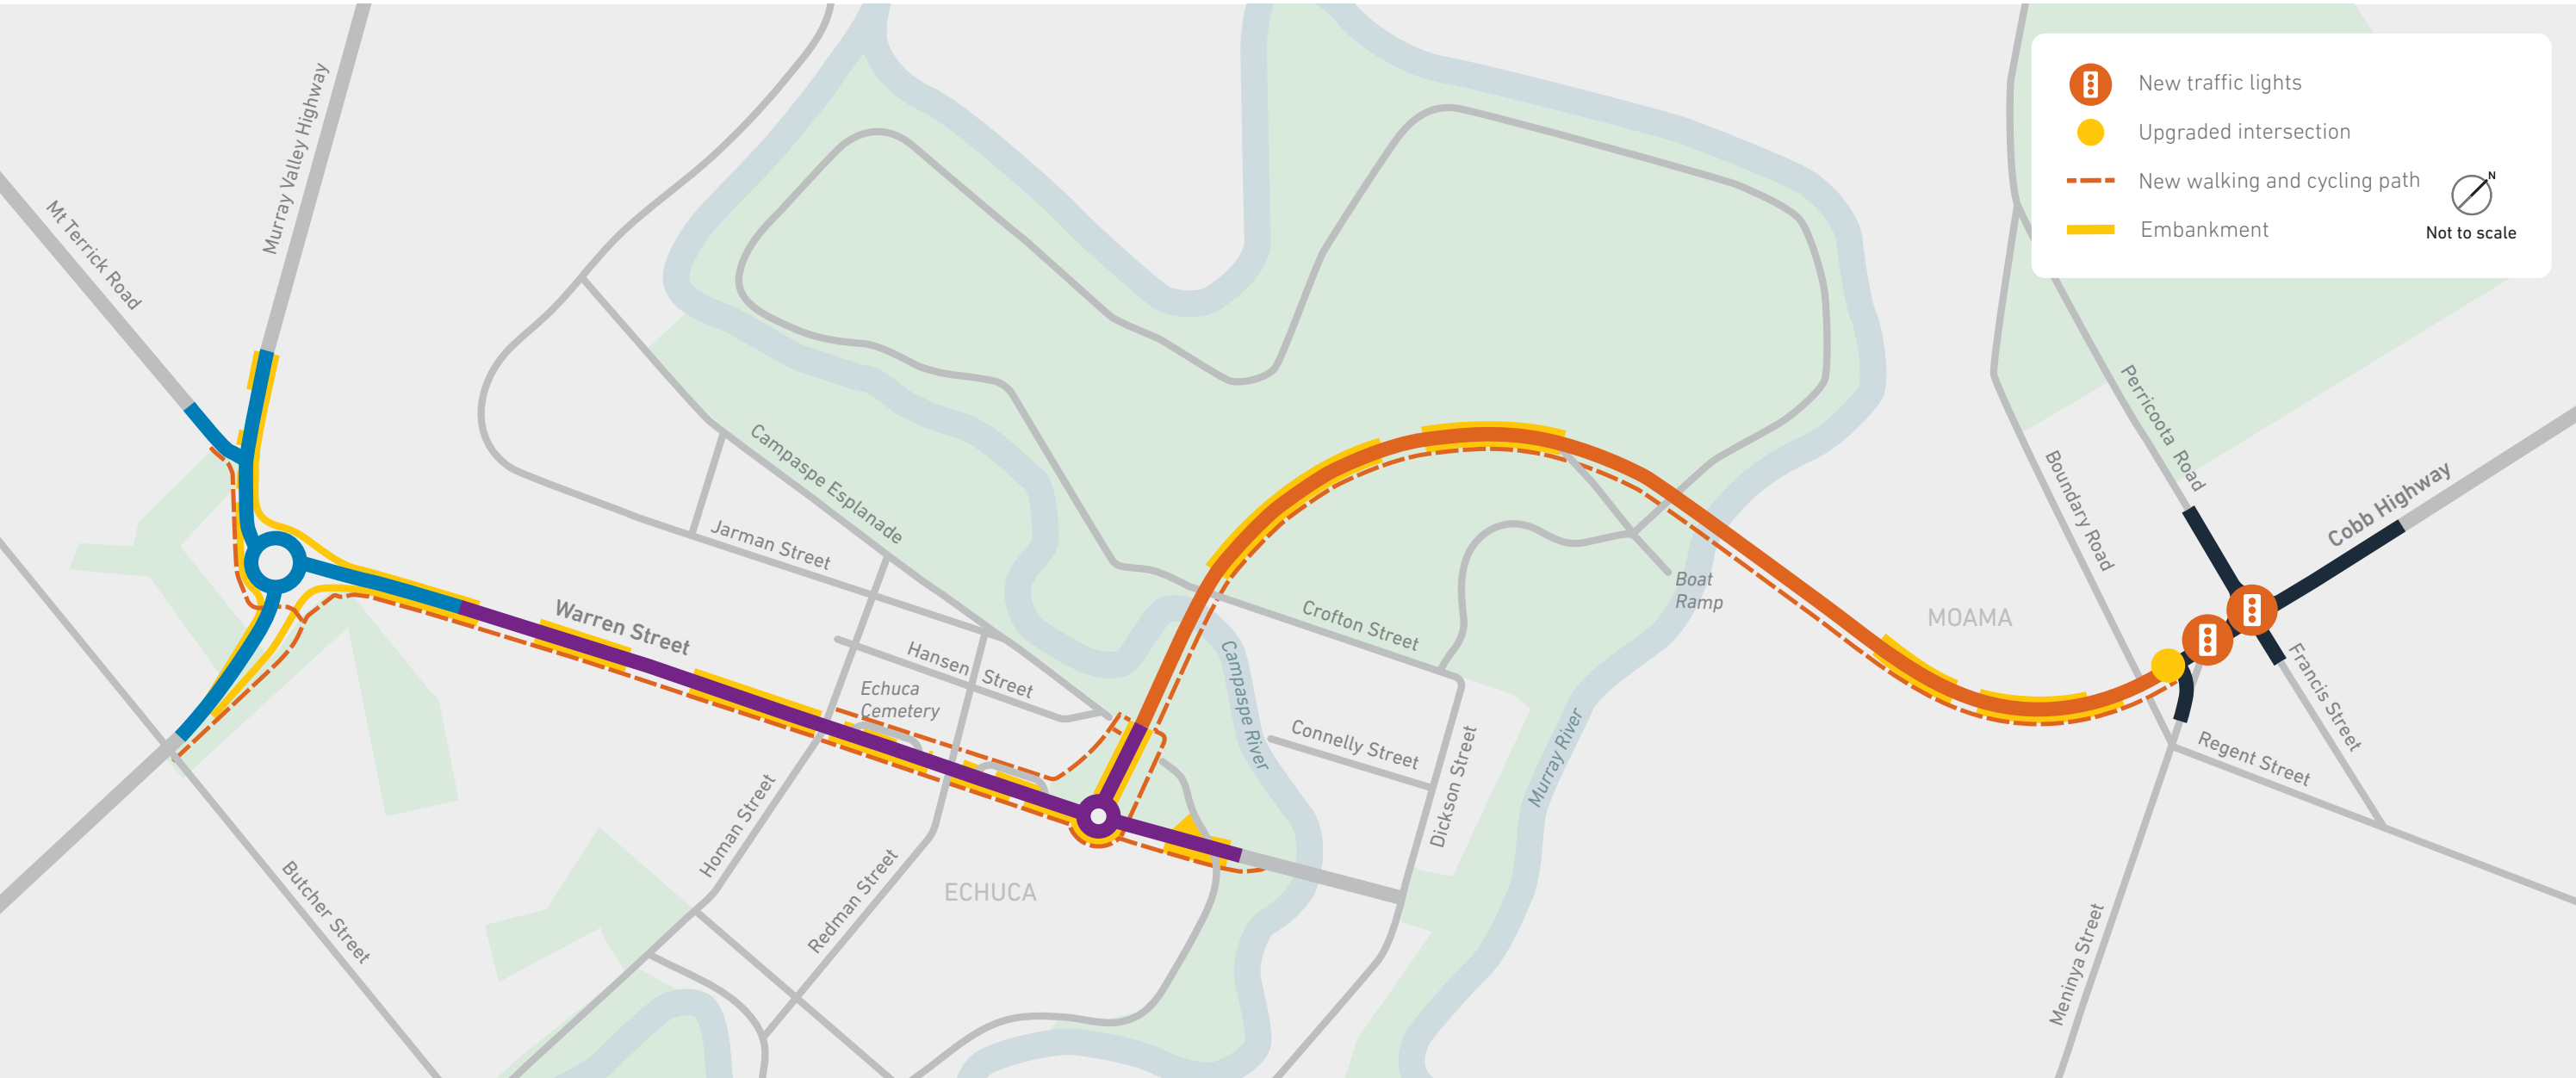 New traffic lights
Upgraded intersection
New walking and cycling path
Embankment
N
Not to scale
Murray Valley Highway
Mt Terrick Road
Campaspe Esplanade
Jarman Street
Warren Street
Hansen Street
Echuca
Cemetery
Homan Street
Redman Street
Butcher Street
ECHUCA
Campaspe River
Crofton Street
Connelly Street
Dickson Street
Murray River
Boat
Ramp
MOAMA
Boundary Road
Perricoota Road
Cobb Highway
Francis Street
Regent Street
Meninya Street